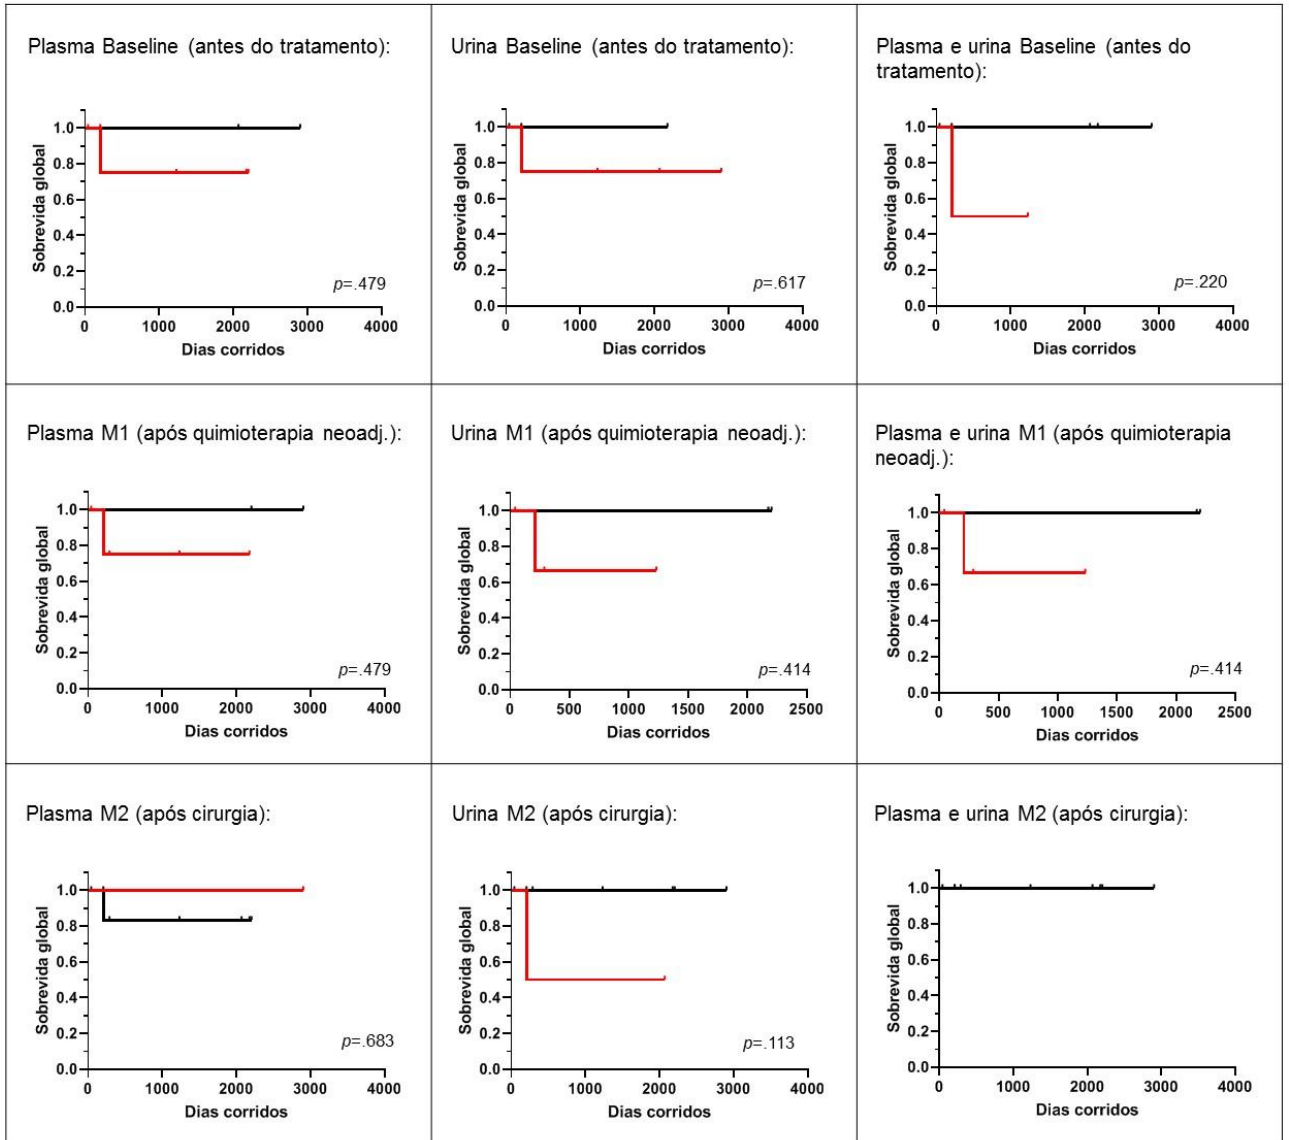 Plasma Baseline (antes do tratamento):
1.0
0.8
0.6
0.4
0.2
0.0
Sobrevida global
p=.479
0 1000 2000 3000 4000
Dias corridos
Urina Baseline (antes do tratamento):
1.0
0.8
0.6
0.4
0.2
0.0
Sobrevida global
p=.617
0 1000 2000 3000 4000
Dias corridos
Plasma e urina Baseline (antes do
tratamento):
1.0
0.8
0.6
0.4
0.2
0.0
Sobrevida global
p=.220
0 1000 2000 3000 4000
Dias corridos
Plasma M1 (após quimioterapia neoadj.):
1.0
0.8
0.6
0.4
0.2
0.0
Sobrevida global
p=.479
0 1000 2000 3000 4000
Dias corridos
Urina M1 (após quimioterapia neoadj.):
1.0
0.8
0.6
0.4
0.2
0.0
Sobrevida global
p=.414
0 500 1000 1500 2000 2500
Dias corridos
Plasma e urina M1 (após quimioterapia
neoadj.):
1.0
0.8
0.6
0.4
0.2
0.0
Sobrevida global
p=.414
0 500 1000 1500 2000 2500
Dias corridos
Plasma M2 (após cirurgia):
1.0
0.8
0.6
0.4
0.2
0.0
Sobrevida global
p=.683
0 1000 2000 3000 4000
Dias corridos
Urina M2 (após cirurgia):
1.0
0.8
0.6
0.4
0.2
0.0
Sobrevida global
p=.113
0 1000 2000 3000 4000
Dias corridos
Plasma e urina M2 (após cirurgia):
1.0
0.8
0.6
0.4
0.2
0.0
Sobrevida global
0 1000 2000 3000 4000
Dias corridos